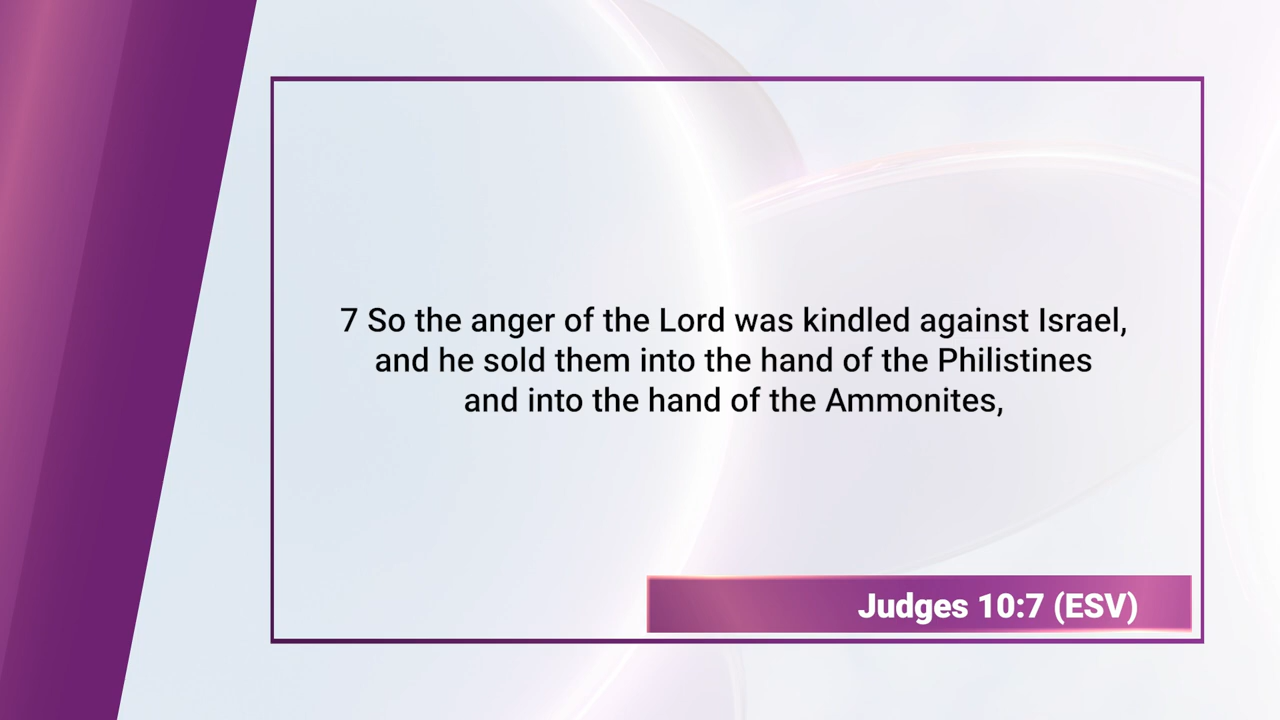 7 So the anger of the Lord was kindled against Israel,
and he sold them into the hand of the Philistines
and into the hand of the Ammonites,
Judges 10:7 (ESV)